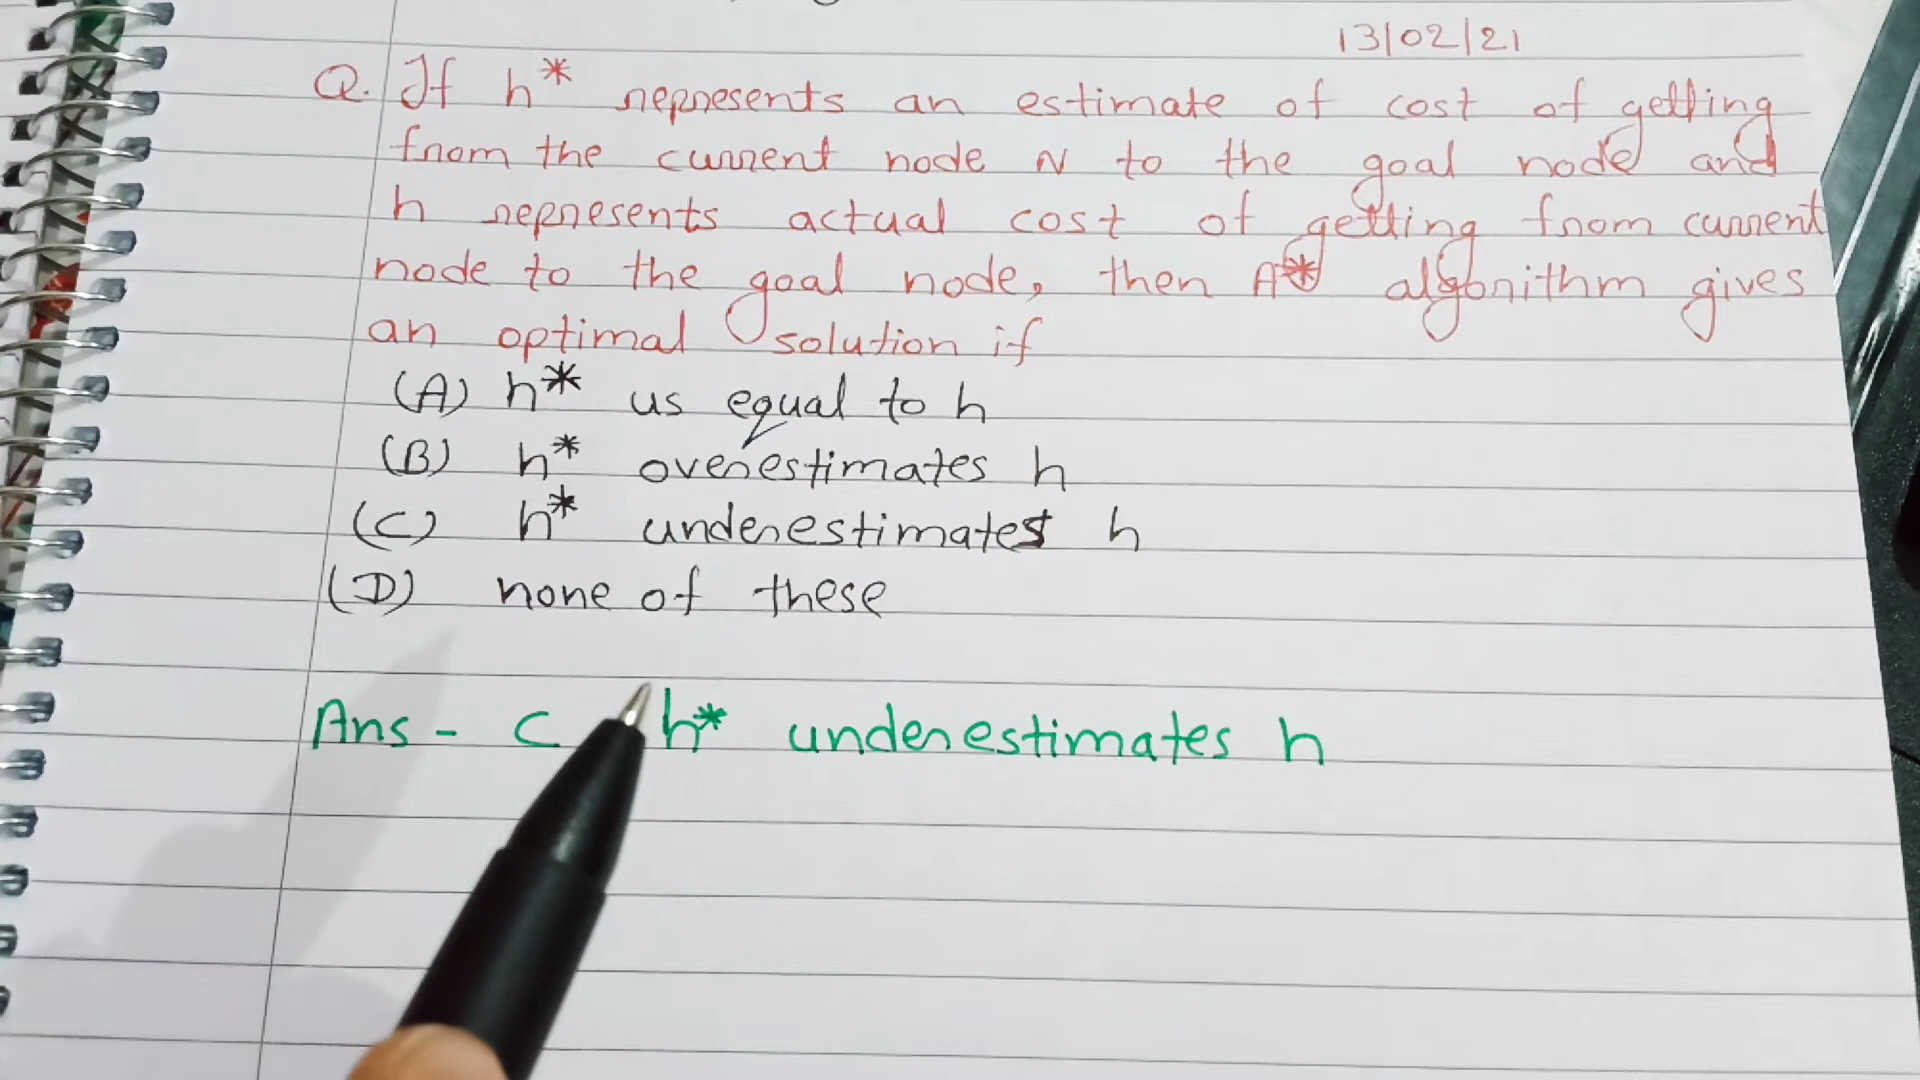 13/02/21
Q. If h* represents an estimate of cost of getting
from the current node N to the goal node and
h represents actual cost of getting from current
node to the goal node, then A* algorithm gives
an optimal solution if
(A) h* us equal to h
(B) h* overestimates h
(C) h* underestimates h
(D) none of these
Ans - C h* underestimates h